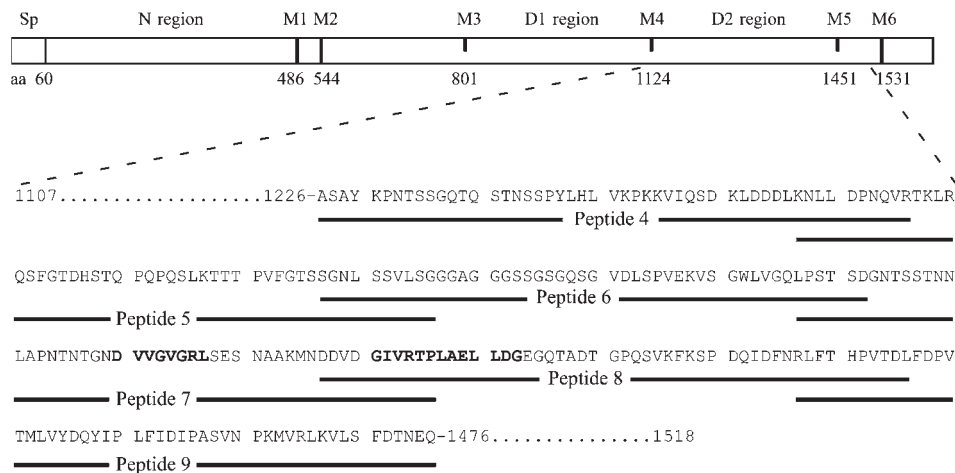 Sp N region M1 M2 M3 D1 region M4 D2 region M5 M6
aa 60 486 544 801 1124 1451 1531
1107.....................1226-ASAY KPNTSSGQTQ STNSSPYLHL VKPKKVIQSD KLDDDLKNLL DPNQVRTKLR
Peptide 4
QSFGTDHSTQ PQPQSLKTTT PVFGTSSGNL SSVLSGGGAG GGSSGSGQSG VDLSPVEKVS GWLVGQLPST SDGNTSSTNN
Peptide 5 Peptide 6
LAPNTNTGND VVGVGRLSES NAAKMNDDVD GIVRTPLAEL LDGEGQTADT GPQSVKFKSP DQIDFNRLFT HPVTDLFDPV
Peptide 7 Peptide 8
TMLVYDQYIP LFIDIPASVN PKMVRLKVLS FDTNEQ-1476...............1518
Peptide 9